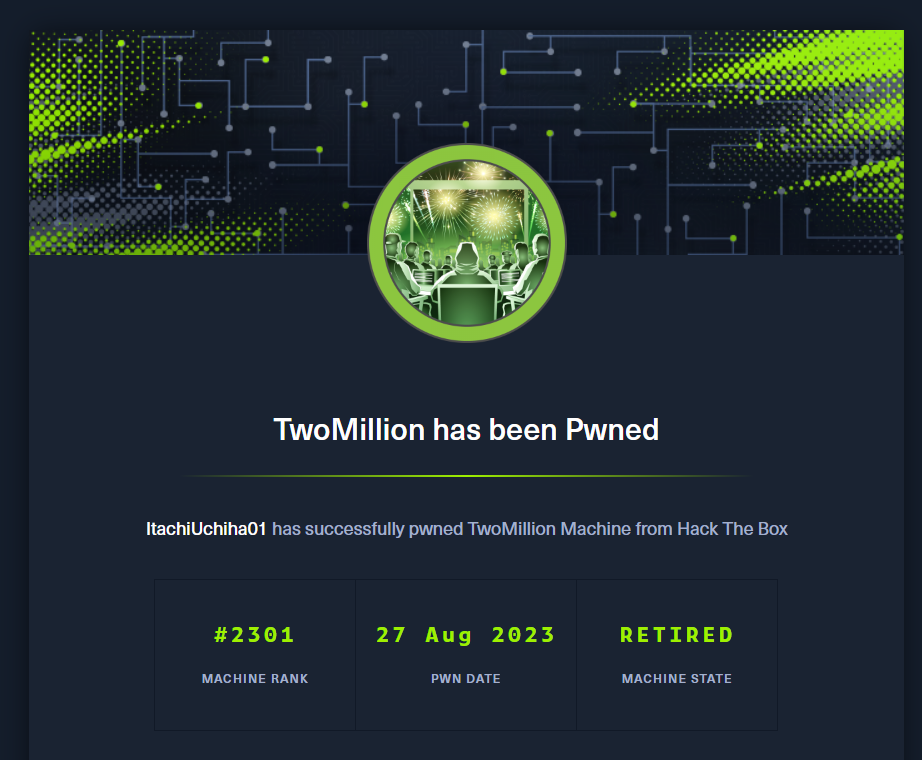 TwoMillion has been Pwned
ItachiUchiha01 has successfully pwned TwoMillion Machine from Hack The Box
#2301 27 Aug 2023 RETIRED
MACHINE RANK PWN DATE MACHINE STATE